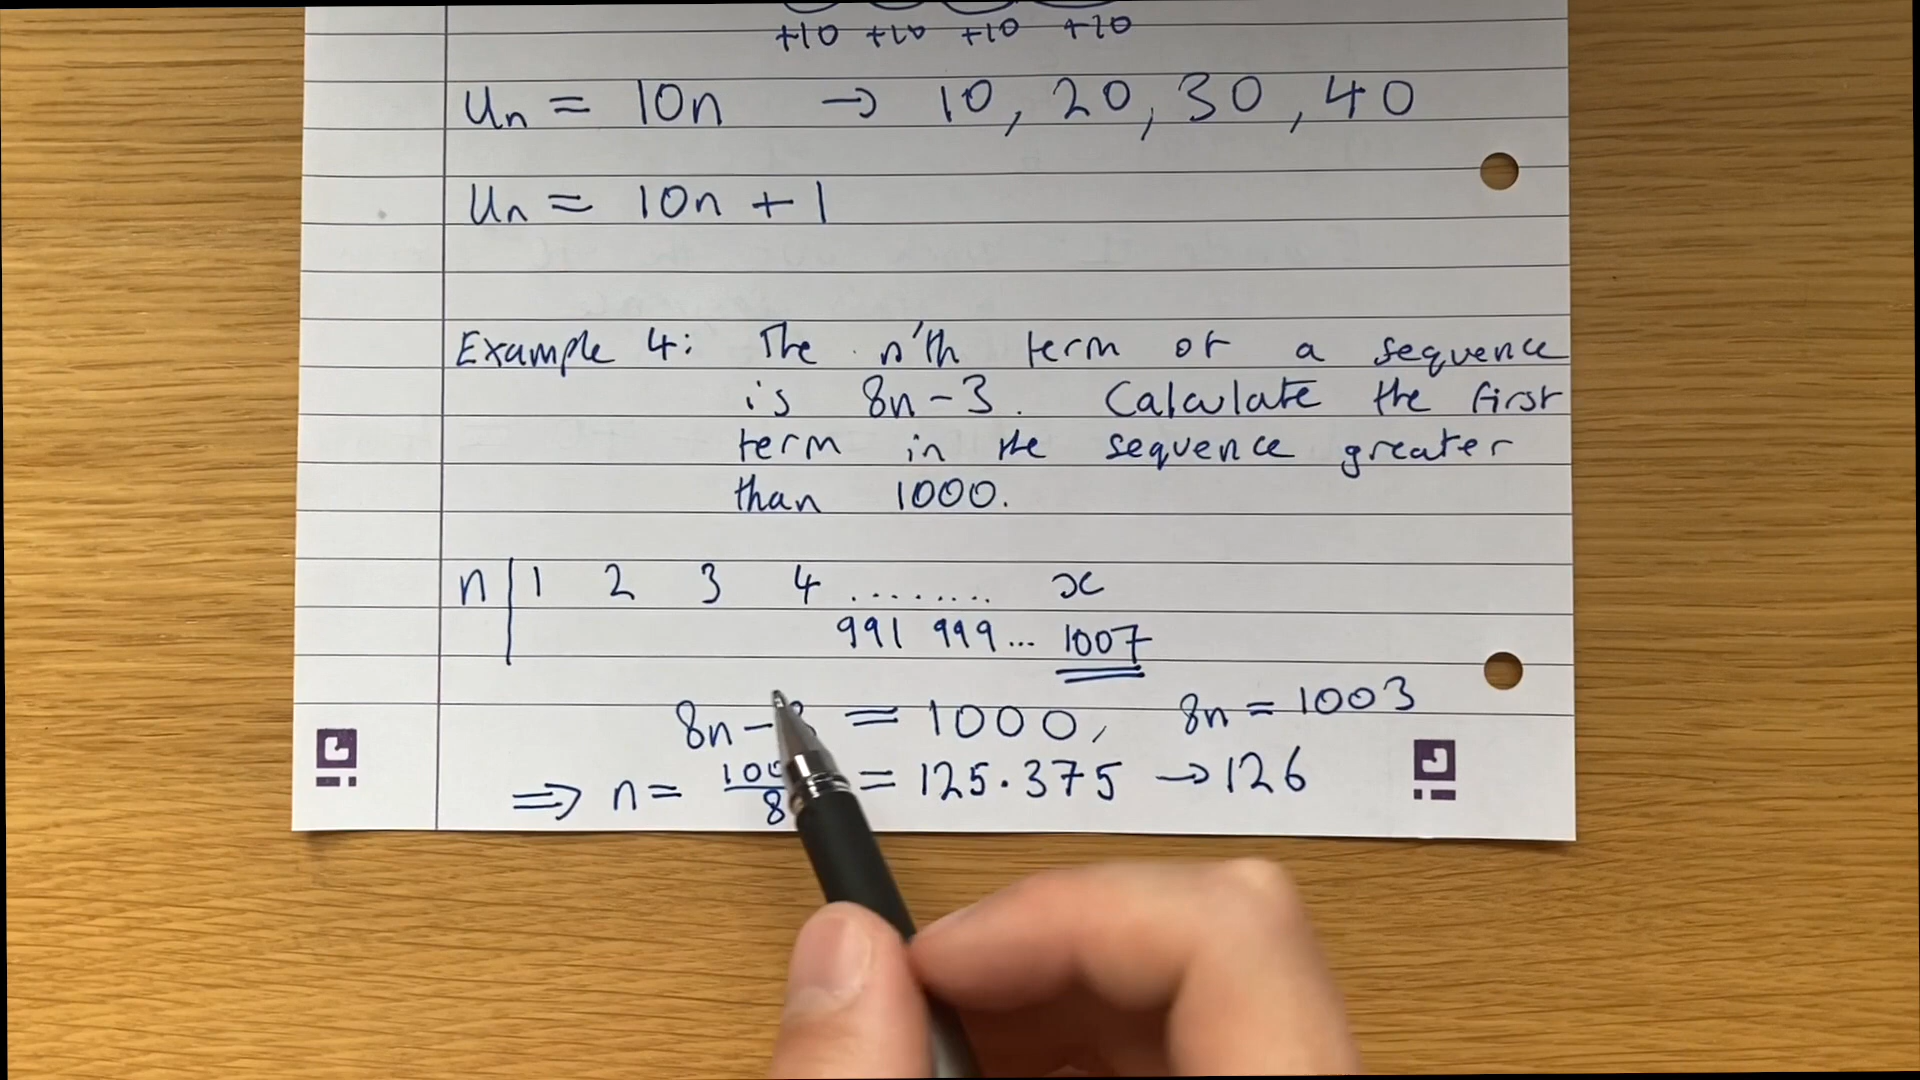 +10 +10 +10 +10
Un = 10n → 10, 20, 30, 40
Un = 10n + 1
Example 4: The n'th term of a sequence
is 8n - 3. Calculate the first
term in the sequence greater
than 1000.
n | 1 2 3 4 ........ x
991 999... 1007
8n - = 1000, 8n = 1003
⇒ n = 8 = 125.375 → 126